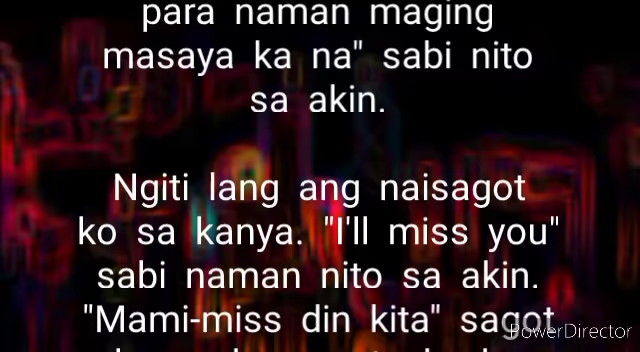 para naman maging
masaya ka na" sabi nito
sa akin.
Ngiti lang ang naisagot
ko sa kanya. "I'll miss you"
sabi naman nito sa akin.
"Mami-miss din kita" sagot
PowerDirector